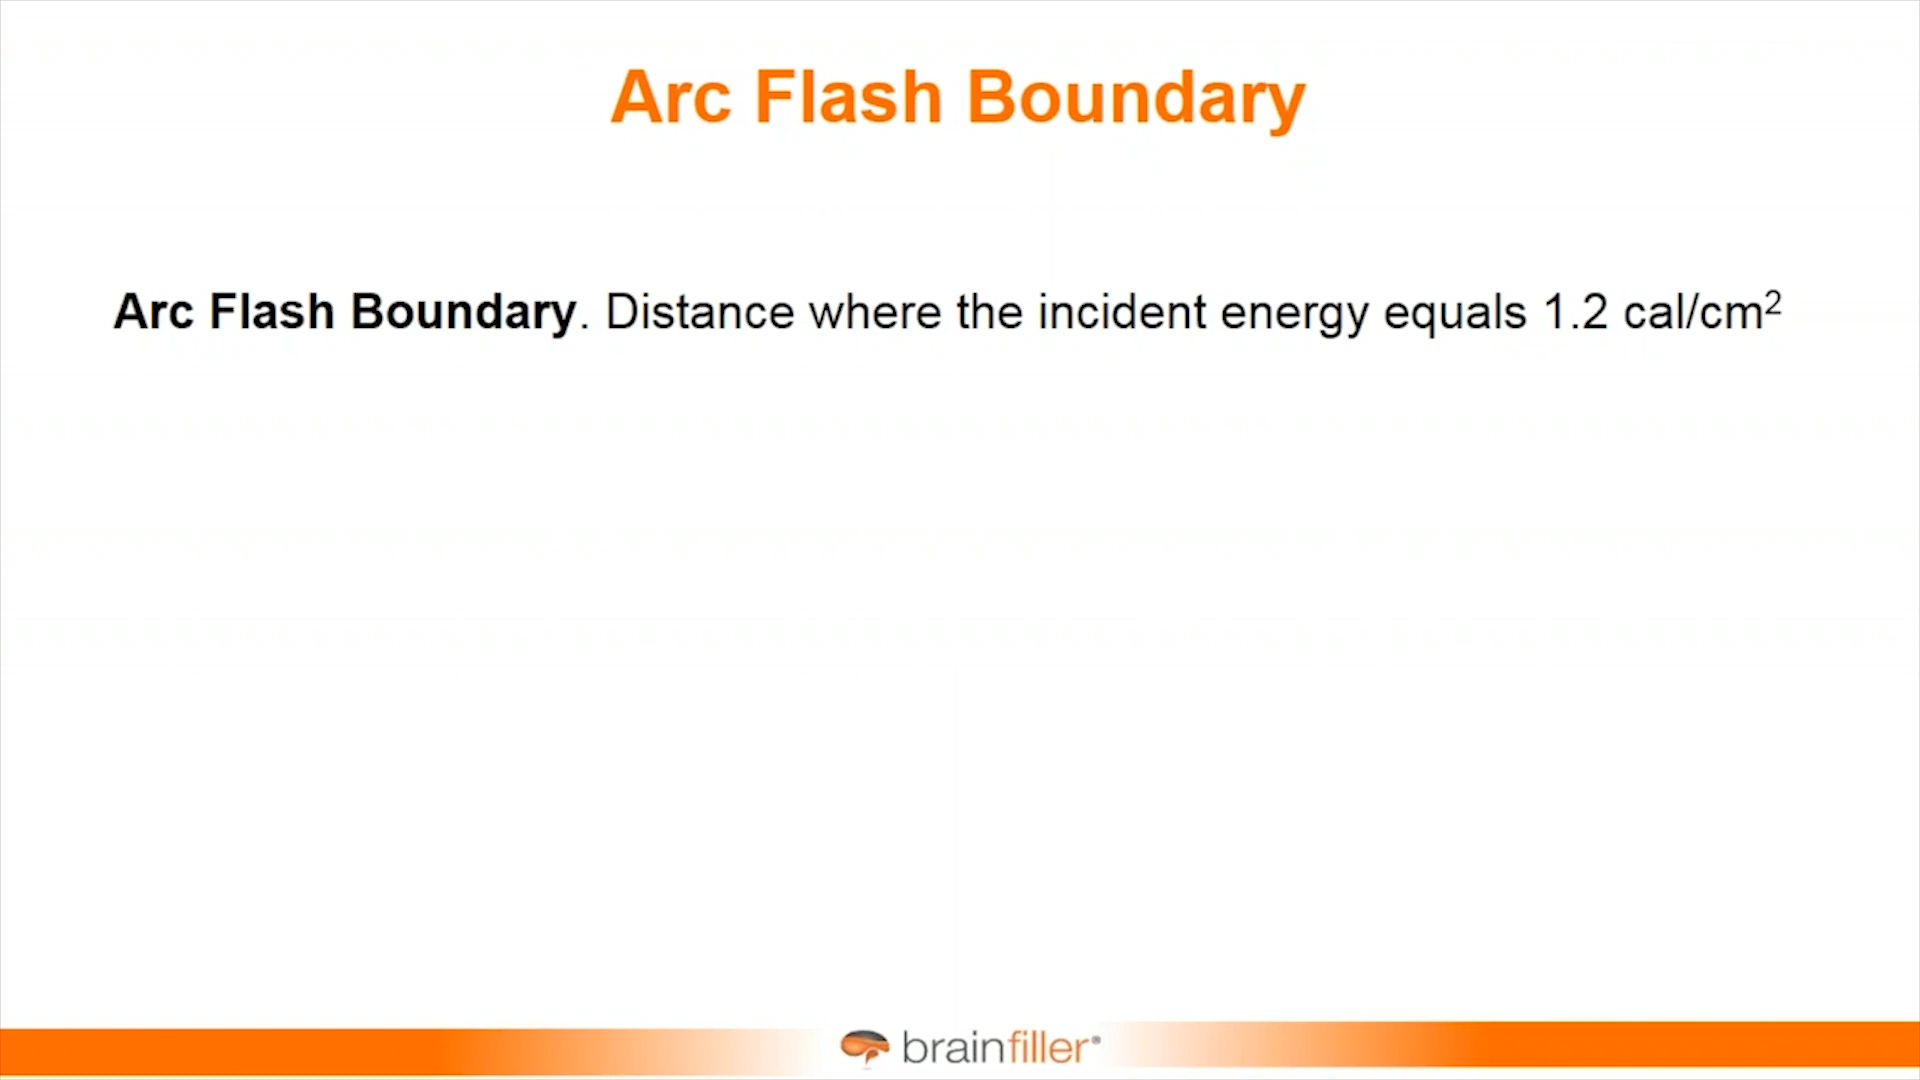 Arc Flash Boundary
Arc Flash Boundary. Distance where the incident energy equals 1.2 cal/cm²
brainfiller®